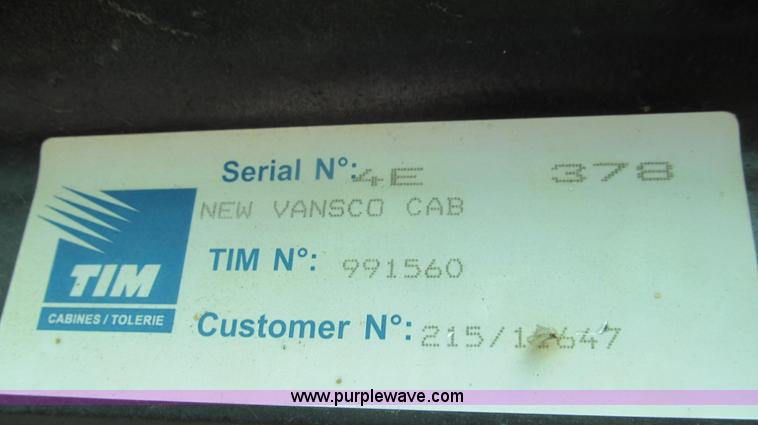 Serial N°: 4E 378
NEW VANSCO CAB
TIM
TIM N°: 991560
CABINES / TOLERIE
Customer N°:
www.purplewave.com